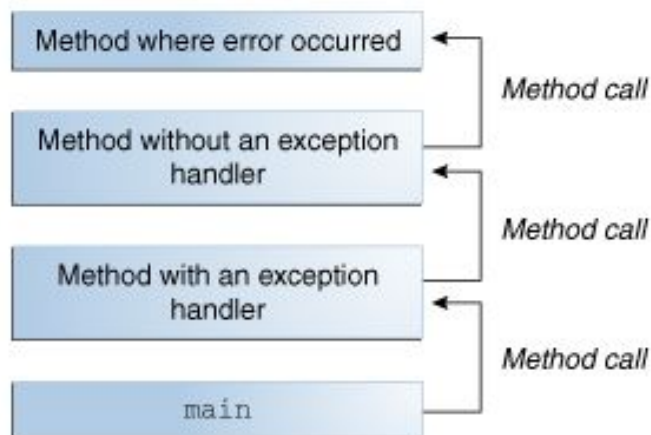 Method where error occurred
Method call
Method without an exception
handler
Method call
Method with an exception
handler
Method call
main